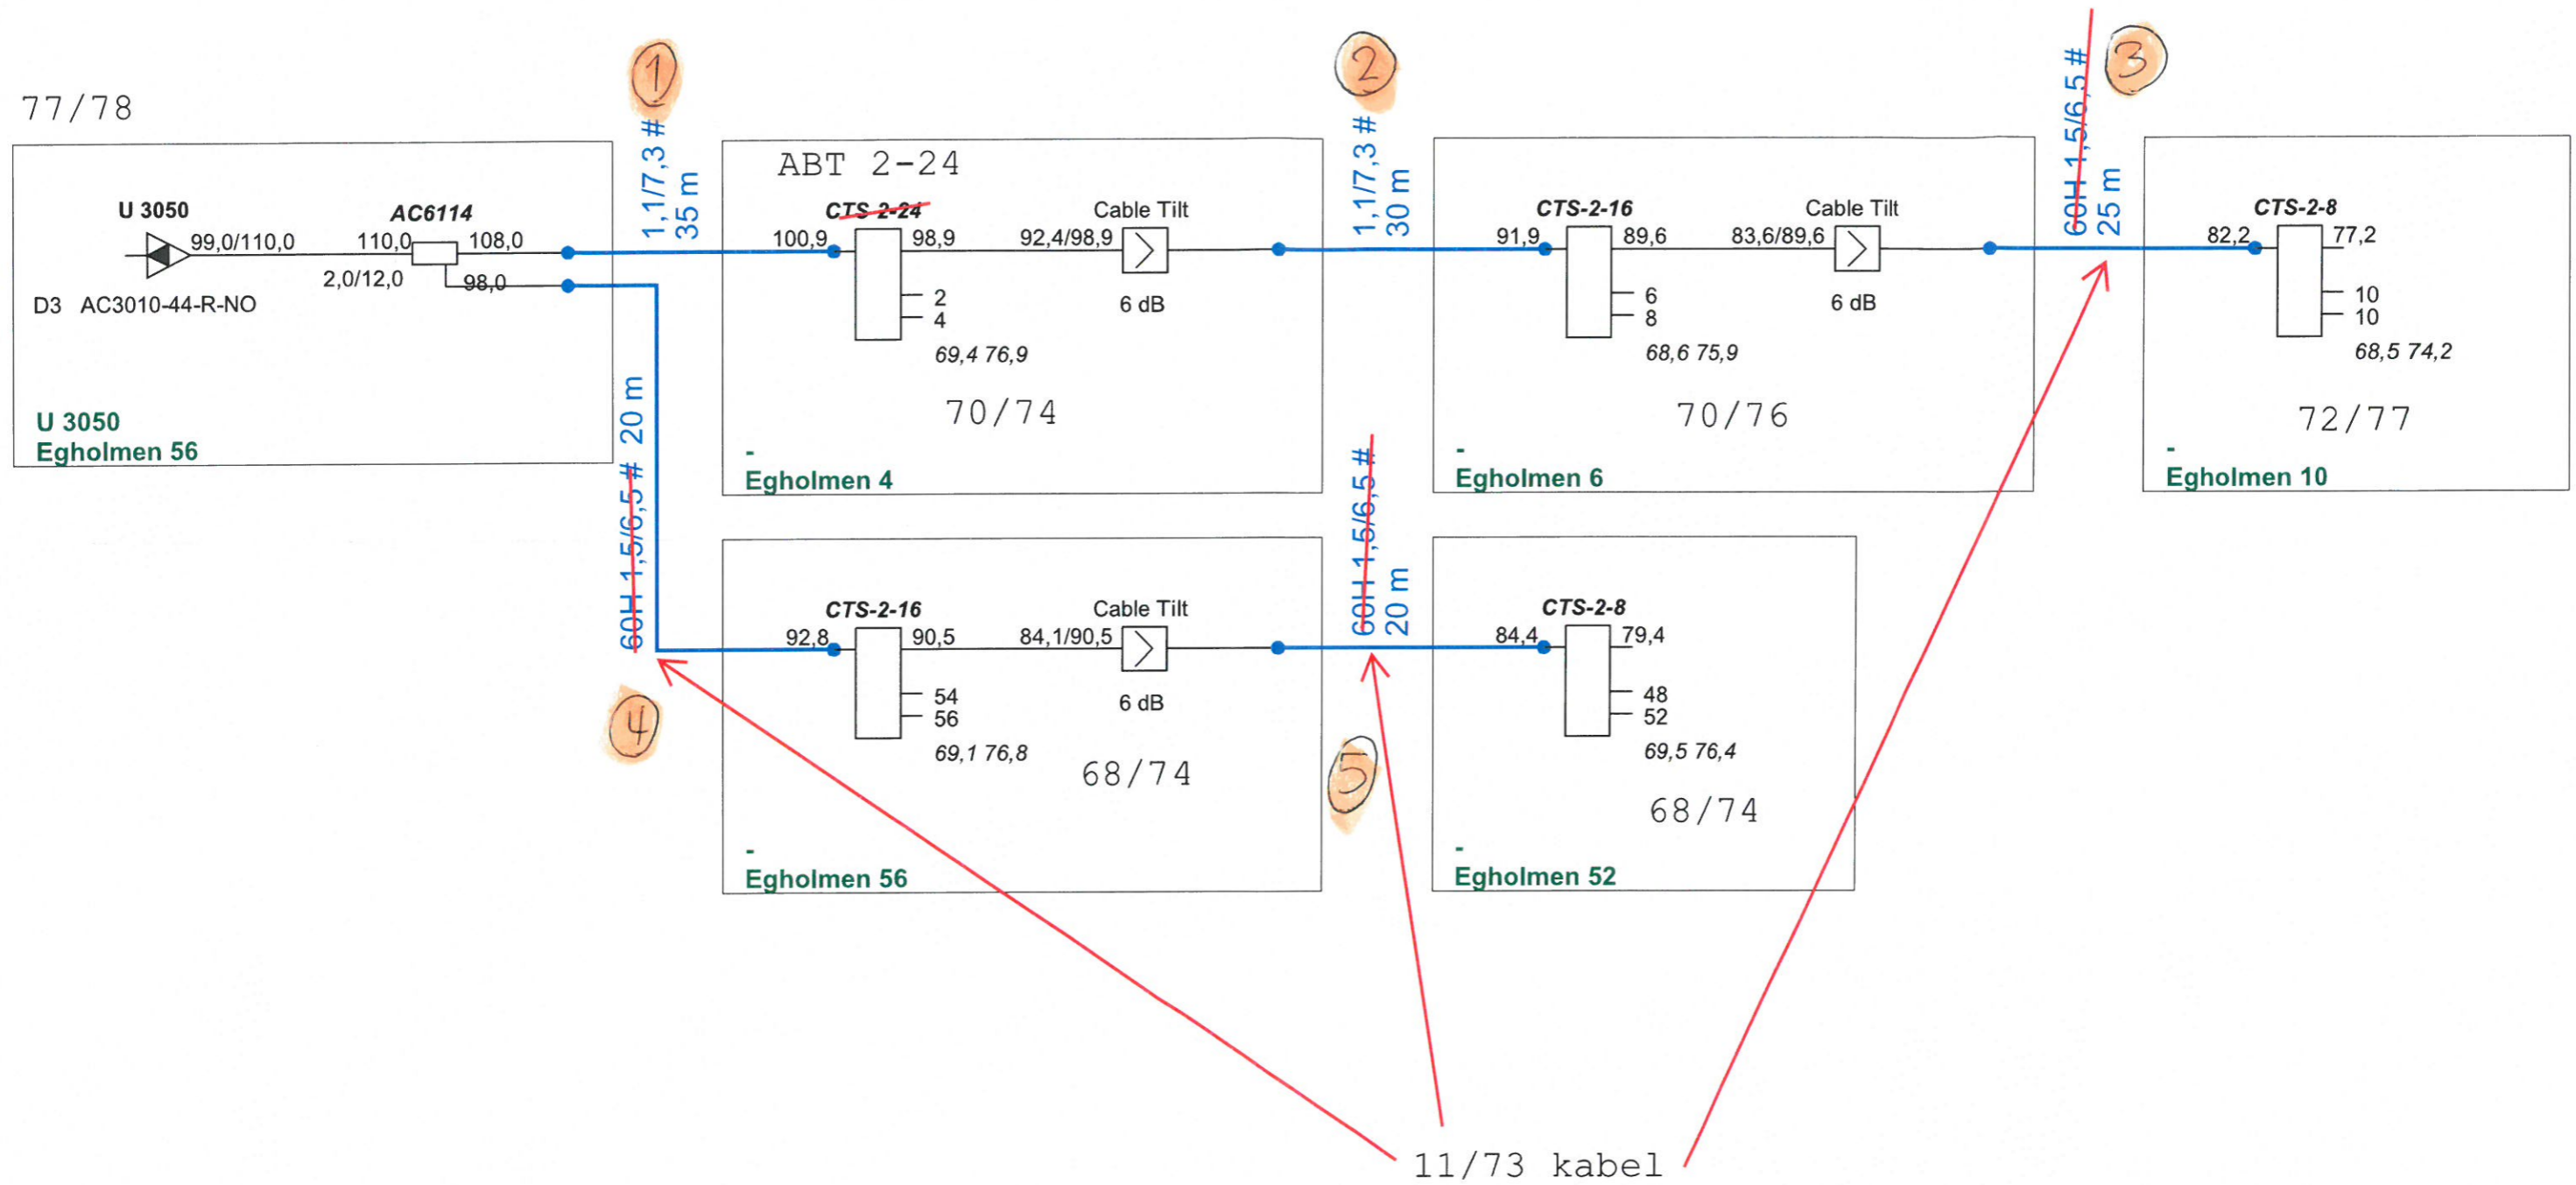 77/78
U 3050
99,0/110,0
D3 AC3010-44-R-NO
AC6114
110,0
108,0
2,0/12,0
98,0
U 3050
Egholmen 56
1
1,1/7,3 #
35 m
ABT 2-24
CTS-2-24
100,9
98,9
2
4
69,4 76,9
92,4/98,9
Cable Tilt
6 dB
70/74
-
Egholmen 4
2
1,1/7,3 #
30 m
CTS-2-16
91,9
89,6
6
8
68,6 75,9
83,6/89,6
Cable Tilt
6 dB
70/76
-
Egholmen 6
3
60H 1,5/6,5 #
25 m
CTS-2-8
82,2
77,2
10
10
68,5 74,2
72/77
-
Egholmen 10
4
60H 1,5/6,5 # 20 m
CTS-2-16
92,8
90,5
54
56
69,1 76,8
84,1/90,5
Cable Tilt
6 dB
68/74
-
Egholmen 56
5
60H 1,5/6,5 #
20 m
CTS-2-8
84,4
79,4
48
52
69,5 76,4
68/74
-
Egholmen 52
11/73 kabel